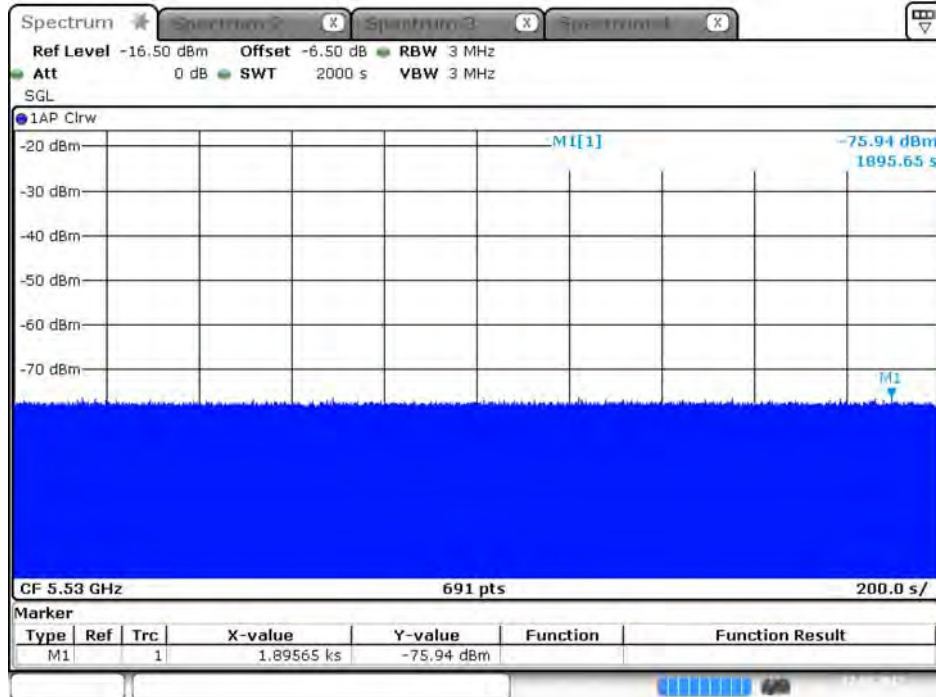 Spectrum
Ref Level -16.50 dBm Offset -6.50 dB RBW 3 MHz
Att 0 dB SWT 2000 s VBW 3 MHz
SGL
1AP Clrw
M1[1] -75.94 dBm
1895.65 s
-20 dBm
-30 dBm
-40 dBm
-50 dBm
-60 dBm
-70 dBm
M1
CF 5.53 GHz 691 pts 200.0 s/
Marker
Type Ref Trc X-value Y-value Function Function Result
M1 1 1.89565 ks -75.94 dBm